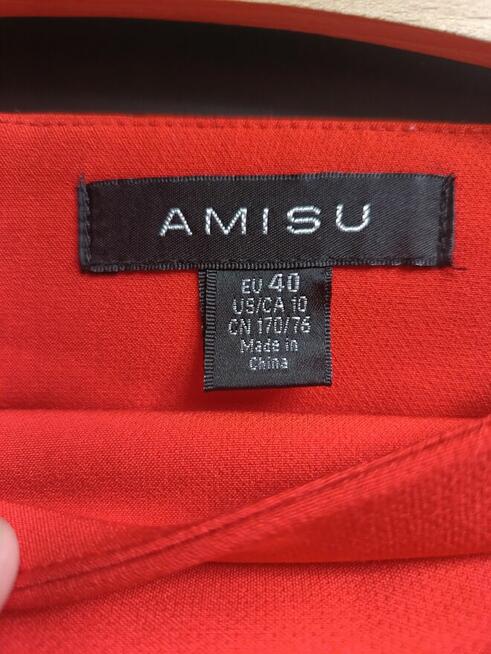 AMISU
EU 40
US/CA 10
CN 170/76
Made in
China